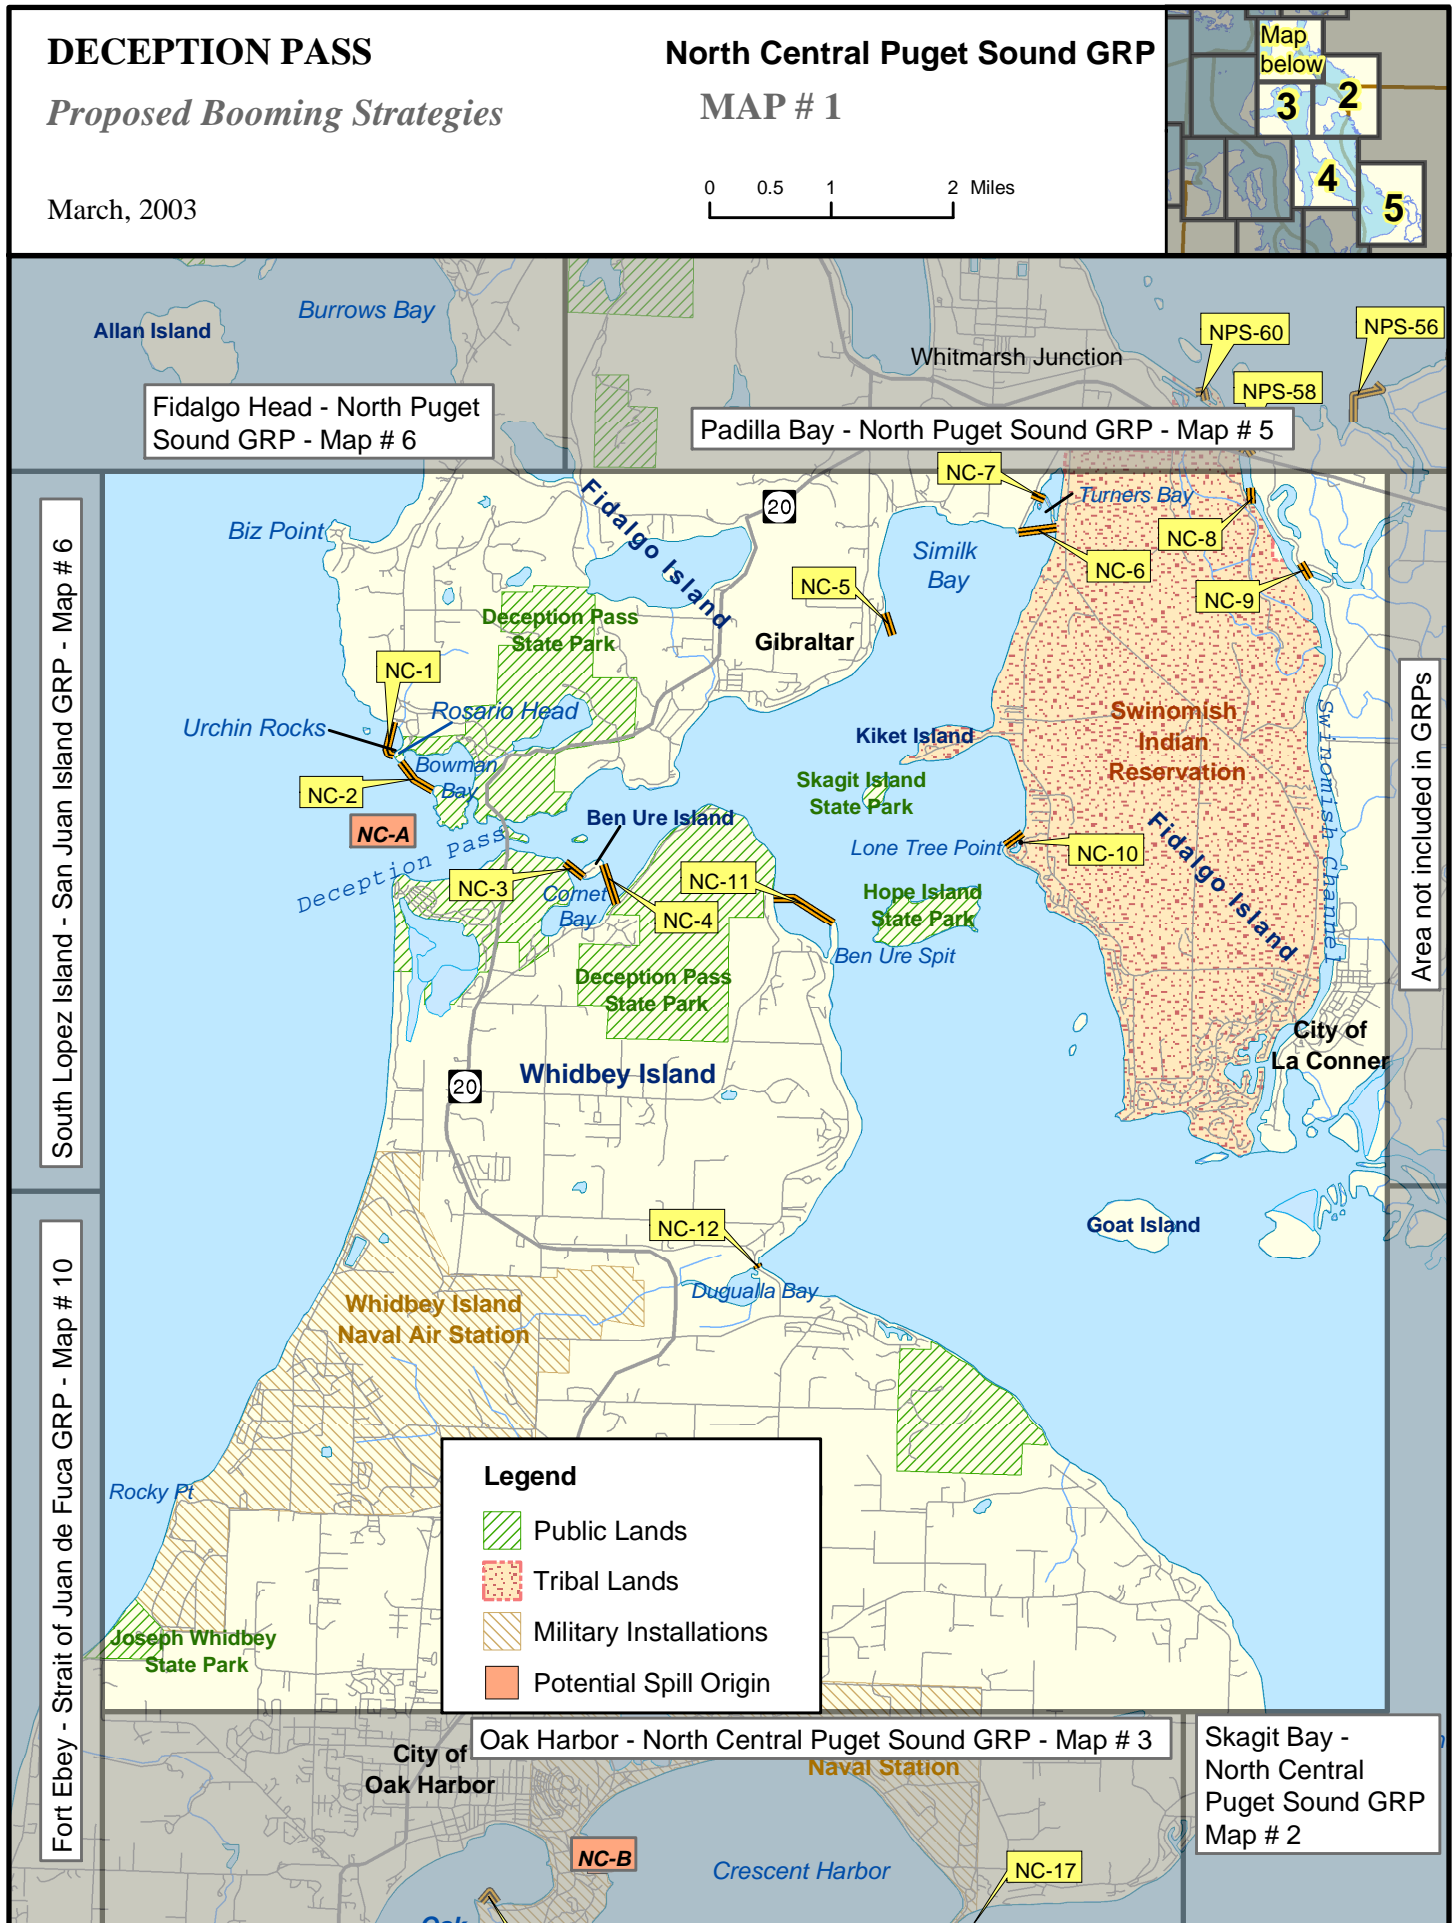 DECEPTION PASS
North Central Puget Sound GRP
Proposed Booming Strategies
MAP # 1
March, 2003
0 0.5 1 2 Miles
Map
below
3
2
4
5
Burrows Bay
Allan Island
NPS-60
NPS-56
Whitmarsh Junction
NPS-58
Fidalgo Head - North Puget
Sound GRP - Map # 6
Padilla Bay - North Puget Sound GRP - Map # 5
South Lopez Island - San Juan Island GRP - Map # 6
Fort Ebey - Strait of Juan de Fuca GRP - Map # 10
Area not included in GRPs
NC-7
Turners Bay
Fidalgo Island
20
Biz Point
NC-8
Similk
Bay
NC-6
NC-5
NC-9
Deception Pass
State Park
Gibraltar
NC-1
Rosario Head
Urchin Rocks
Swinomish
Indian
Reservation
Swinomish Channel
Kiket Island
Bowman
Bay
NC-2
Skagit Island
State Park
NC-A
Ben Ure Island
Deception Pass
Lone Tree Point
NC-10
Fidalgo Island
NC-3
NC-11
Cornet
Bay
NC-4
Hope Island
State Park
Ben Ure Spit
Deception Pass
State Park
City of
La Conner
Whidbey Island
20
NC-12
Goat Island
Dugualla Bay
Whidbey Island
Naval Air Station
Rocky Pt
Legend
Public Lands
Tribal Lands
Military Installations
Potential Spill Origin
Joseph Whidbey
State Park
Oak Harbor - North Central Puget Sound GRP - Map # 3
Skagit Bay -
North Central
Puget Sound GRP
Map # 2
City of
Oak Harbor
Naval Station
NC-B
Crescent Harbor
NC-17
Oak